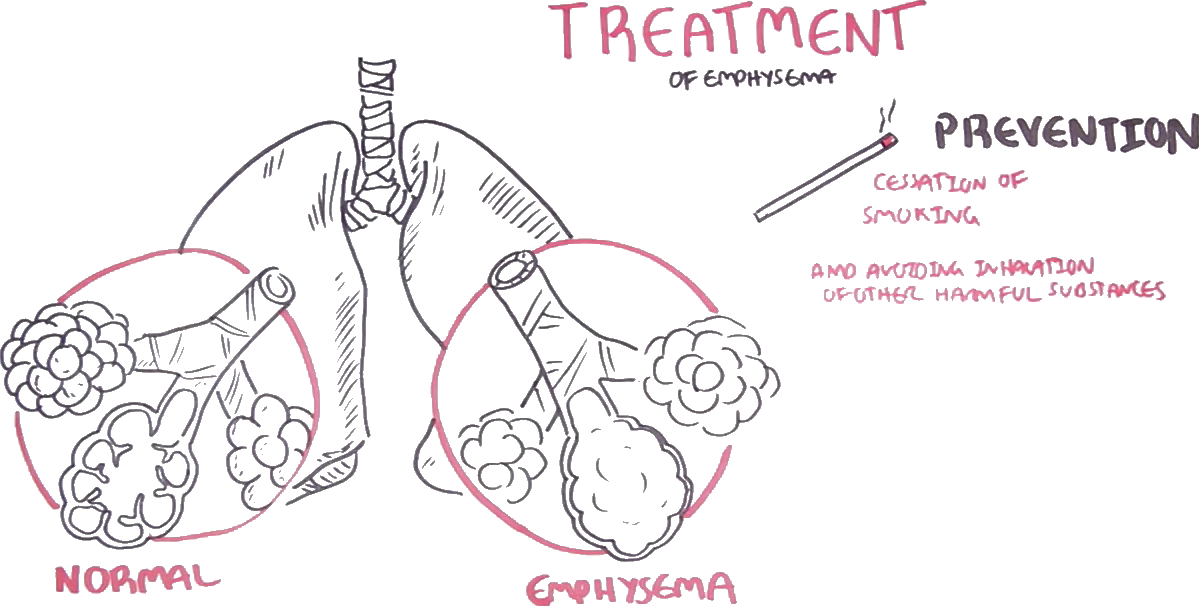 TREATMENT
OF EMPHYSEMA
PREVENTION
CESSATION OF
SMOKING
AND AVOIDING INHALATION
OF OTHER HARMFUL SUBSTANCES
NORMAL
EMPHYSEMA